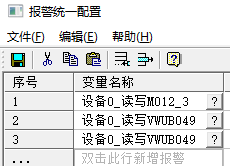 报警统一配置
文件(F) 编辑(E) 帮助(H)
序号 变量名称
1 设备0_读写M012_3 ?
2 设备0_读写VWUB049 ?
3 设备0_读写VWUB049 ?
... 双击此行新增报警